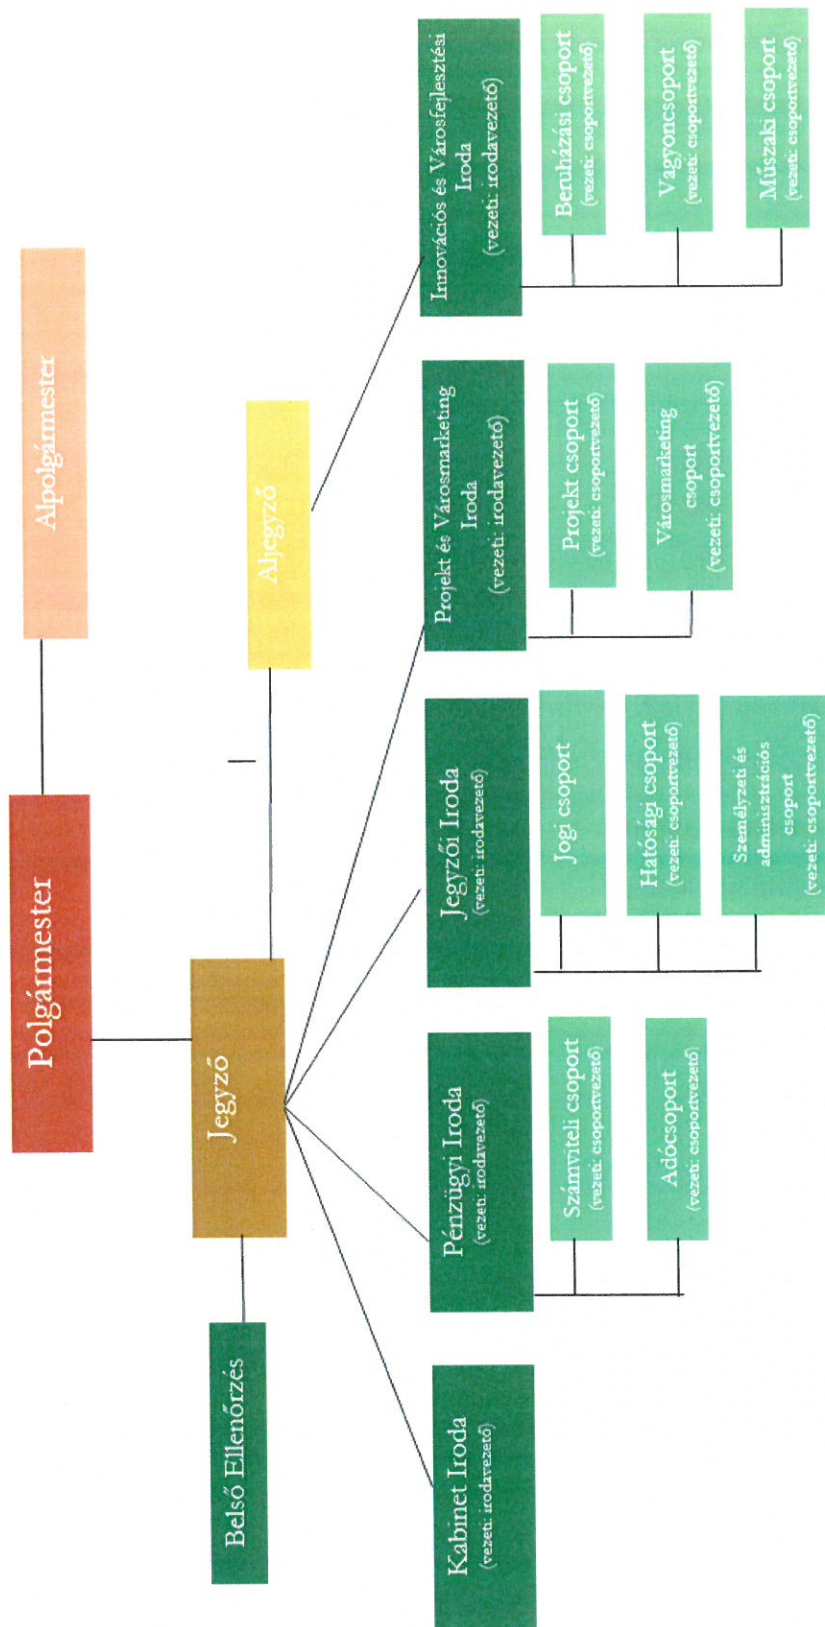 Polgármester
Alpolgármester
Belső Ellenőrzés
Jegyző
Aljegyző
Kabinet Iroda
(vezeti: irodavezető)
Pénzügyi Iroda
(vezeti: irodavezető)
Számviteli csoport
(vezeti: csoportvezető)
Adócsoport
(vezeti: csoportvezető)
Jegyzői Iroda
(vezeti: irodavezető)
Jogi csoport
Hatósági csoport
(vezeti: csoportvezető)
Személyzeti és
adminisztrációs
csoport
(vezeti: csoportvezető)
Projekt és Városmarketing
Iroda
(vezeti: irodavezető)
Projekt csoport
(vezeti: csoportvezető)
Városmarketing
csoport
(vezeti: csoportvezető)
Innovációs és Városfejlesztési
Iroda
(vezeti: irodavezető)
Beruházási csoport
(vezeti: csoportvezető)
Vagyoncsoport
(vezeti: csoportvezető)
Műszaki csoport
(vezeti: csoportvezető)